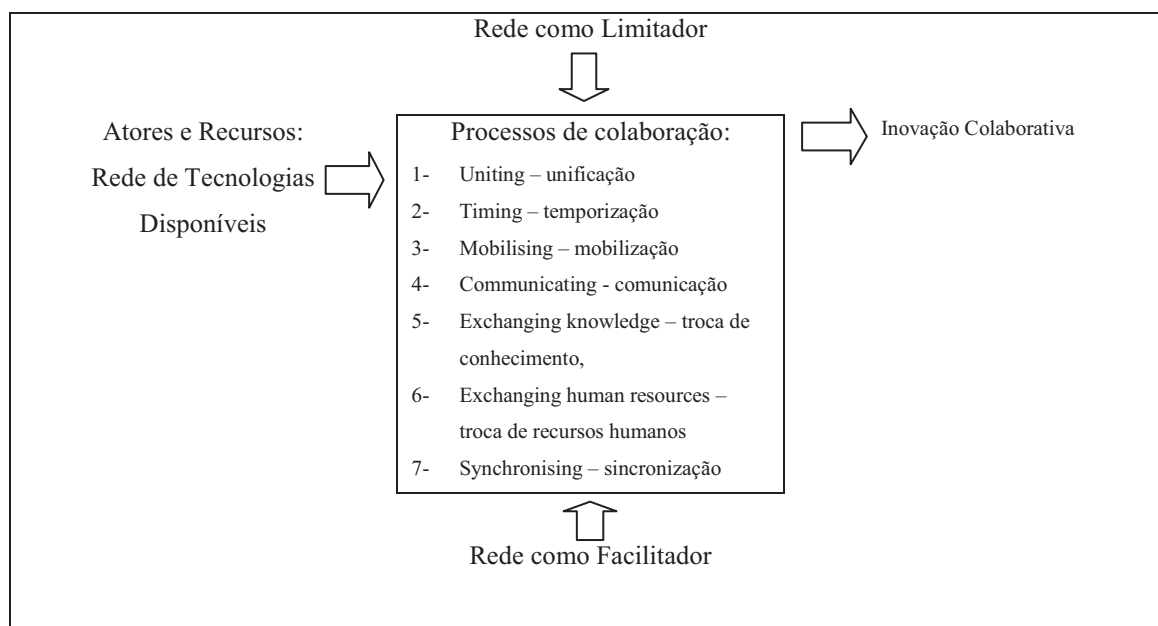 Rede como Limitador
Atores e Recursos:
Rede de Tecnologias
Disponíveis
Processos de colaboração:
1- Uniting – unificação
2- Timing – temporização
3- Mobilising – mobilização
4- Communicating - comunicação
5- Exchanging knowledge – troca de
conhecimento,
6- Exchanging human resources –
troca de recursos humanos
7- Synchronising – sincronização
Inovação Colaborativa
Rede como Facilitador